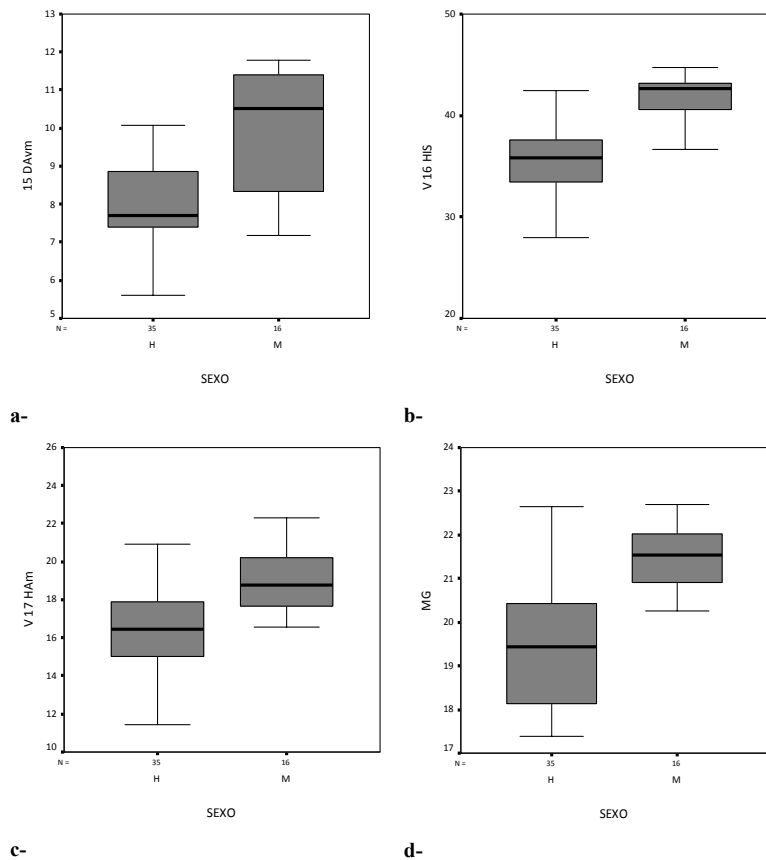 13
12
11
10
9
8
7
6
5
15 DAvm
N =
35
16
H
M
SEXO
a-
50
40
30
20
V 16 HIS
N =
35
16
H
M
SEXO
b-
26
24
22
20
18
16
14
12
10
V 17 HAm
N =
35
16
H
M
SEXO
c-
24
23
22
21
20
19
18
17
MG
N =
35
16
H
M
SEXO
d-